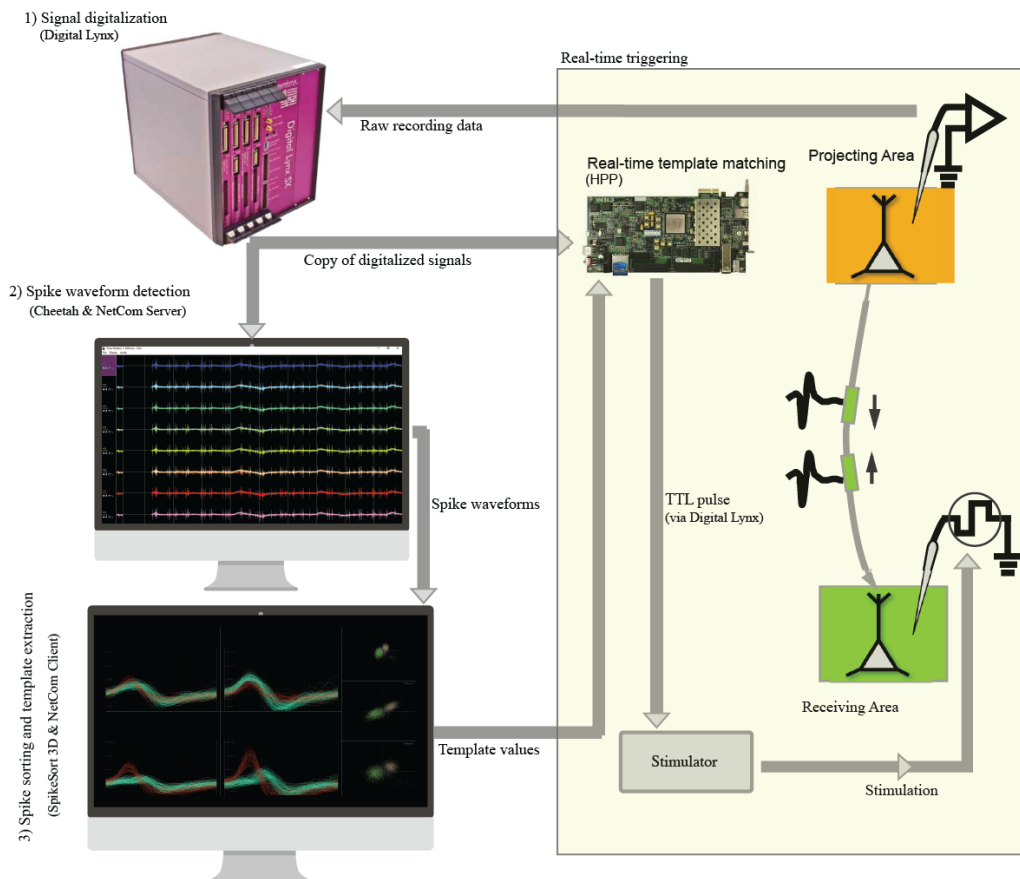 1) Signal digitalization
(Digital Lynx)
Real-time triggering
Raw recording data
Digital Lynx SX
Real-time template matching
(HPP)
Projecting Area
Copy of digitalized signals
2) Spike waveform detection
(Cheetah & NetCom Server)
Spike waveforms
TTL pulse
(via Digital Lynx)
3) Spike sorting and template extraction
(SpikeSort 3D & NetCom Client)
Receiving Area
Template values
Stimulator
Stimulation